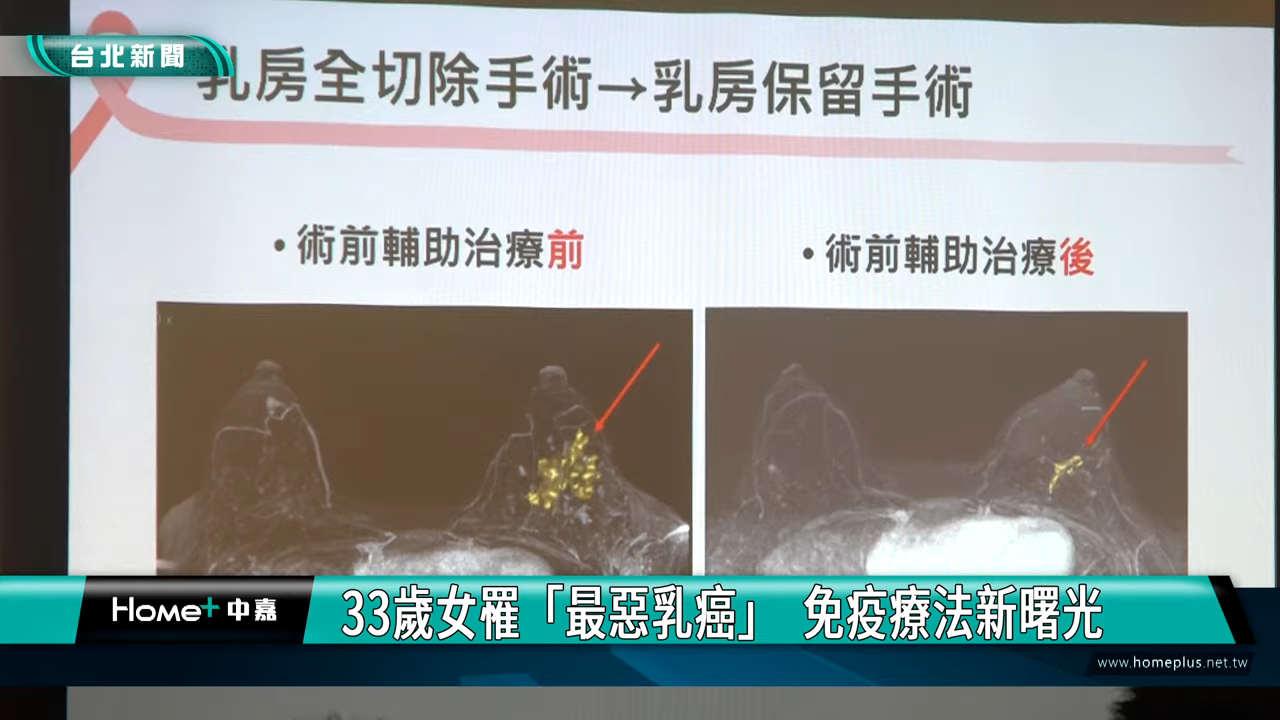 台北新聞
乳房全切除手術→乳房保留手術
•術前輔助治療前
•術前輔助治療後
Home+中嘉
33歲女罹「最惡乳癌」 免疫療法新曙光
www.homeplus.net.tw